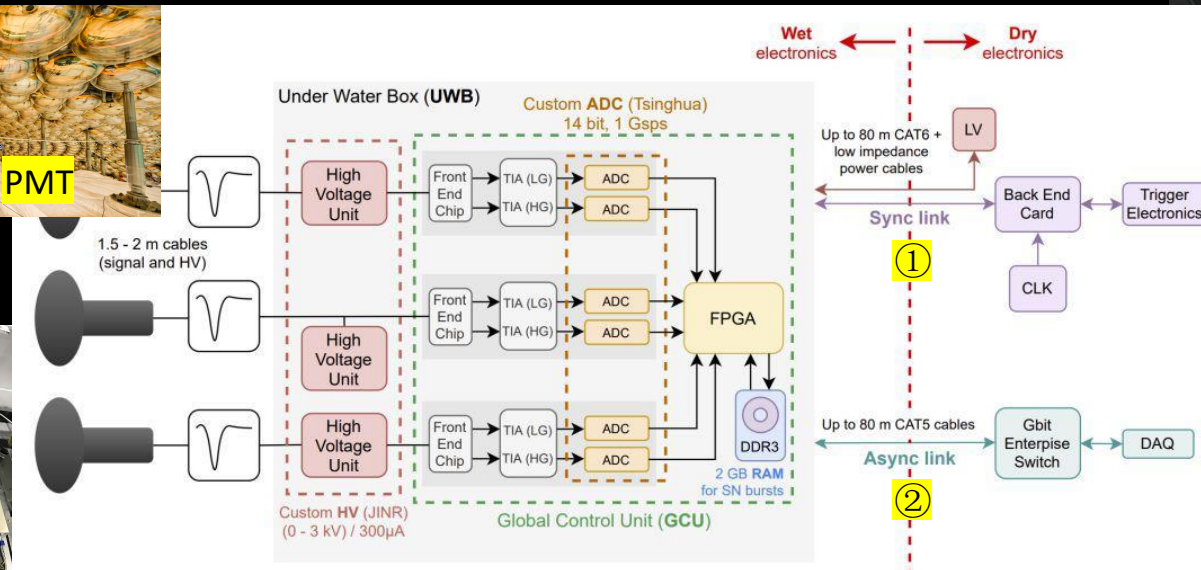 Wet
electronics
Dry
electronics
Under Water Box (UWB)
Custom ADC (Tsinghua)
14 bit, 1 Gsps
PMT
1.5 - 2 m cables
(signal and HV)
High
Voltage
Unit
Front
End
Chip
TIA (LG)
TIA (HG)
ADC
ADC
High
Voltage
Unit
Front
End
Chip
TIA (LG)
TIA (HG)
ADC
ADC
High
Voltage
Unit
Front
End
Chip
TIA (LG)
TIA (HG)
ADC
ADC
FPGA
DDR3
2 GB RAM
for SN bursts
Custom HV (JINR)
(0 - 3 kV) / 300µA
Global Control Unit (GCU)
Up to 80 m CAT6 +
low impedance
power cables
LV
Sync link
①
Back End
Card
Trigger
Electronics
CLK
Up to 80 m CAT5 cables
Async link
②
Gbit
Enterpise
Switch
DAQ